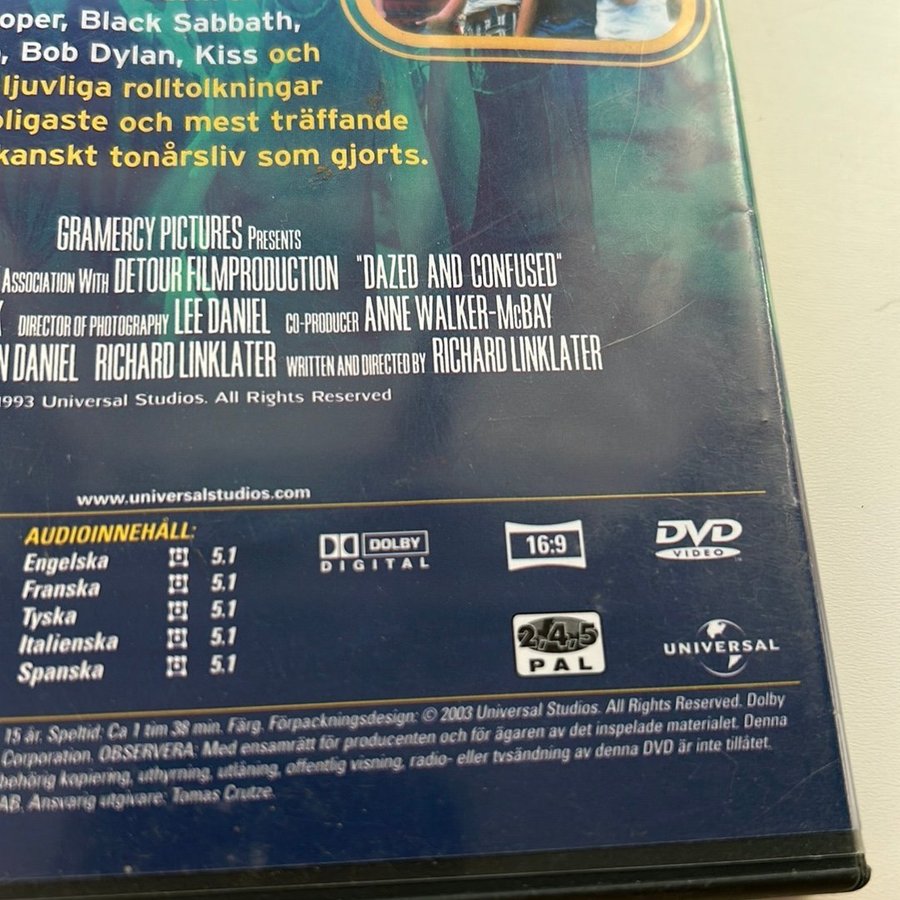 oper, Black Sabbath,
, Bob Dylan, Kiss och
ljuvliga rolltolkningar
oligaste och mest träffande
kanskt tonårsliv som gjorts.
GRAMERCY PICTURES PRESENTS
ASSOCIATION WITH DETOUR FILMPRODUCTION "DAZED AND CONFUSED"
DIRECTOR OF PHOTOGRAPHY LEE DANIEL CO-PRODUCER ANNE WALKER-MCBAY
N DANIEL RICHARD LINKLATER WRITTEN AND DIRECTED BY RICHARD LINKLATER
1993 Universal Studios. All Rights Reserved
www.universalstudios.com
AUDIOINNEHÅLL:
Engelska 5.1
Franska 5.1
Tyska 5.1
Italienska 5.1
Spanska 5.1
DOLBY
DIGITAL
16:9
DVD
VIDEO
2,4,5
PAL
UNIVERSAL
15 år. Speltid: Ca 1 tim 38 min. Färg. Förpackningsdesign: © 2003 Universal Studios. All Rights Reserved. Dolby
Corporation. OBSERVERA: Med ensamrätt för producenten och för ägaren av det inspelade materialet. Denna
behörig kopiering, uthyrning, utlåning, offentlig visning, radio- eller tvsändning av denna DVD är inte tillåtet.
AB. Ansvarig utgivare: Tomas Crutze.